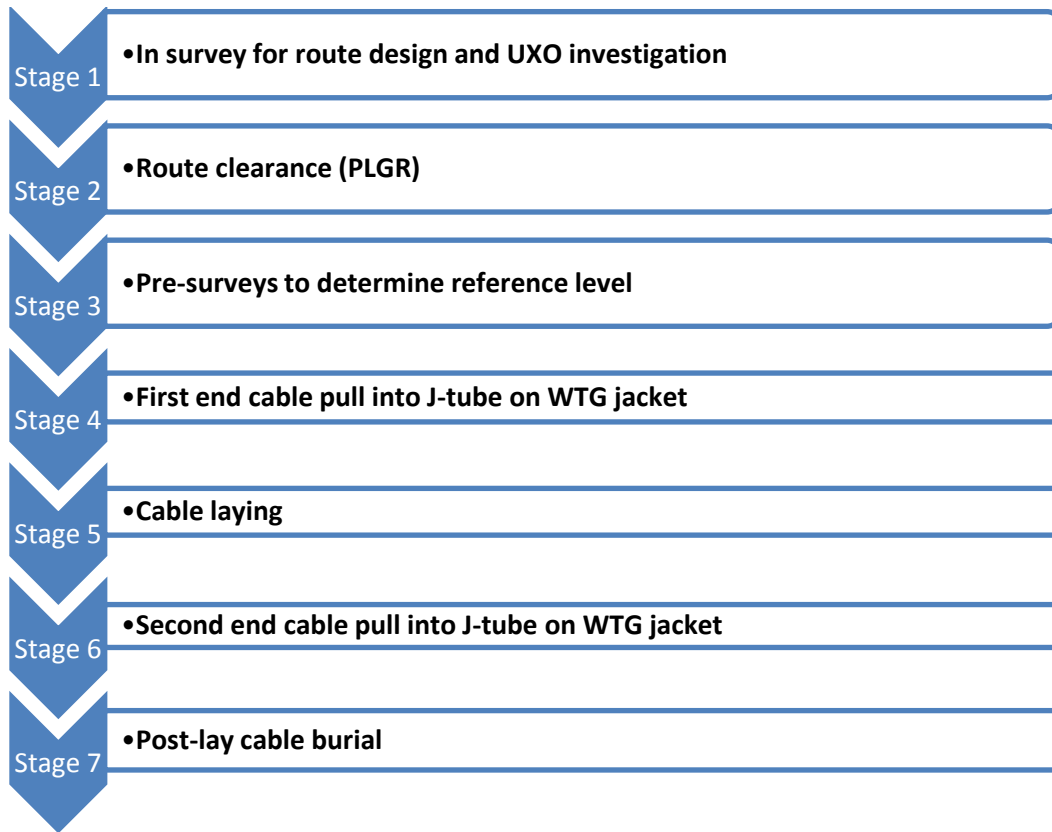 Stage 1
•In survey for route design and UXO investigation
Stage 2
•Route clearance (PLGR)
Stage 3
•Pre-surveys to determine reference level
Stage 4
•First end cable pull into J-tube on WTG jacket
Stage 5
•Cable laying
Stage 6
•Second end cable pull into J-tube on WTG jacket
Stage 7
•Post-lay cable burial